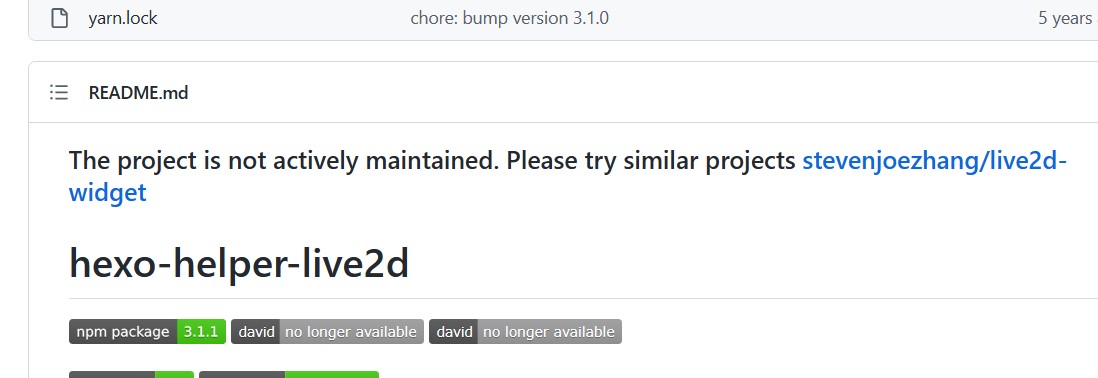 yarn.lock chore: bump version 3.1.0 5 years
README.md
The project is not actively maintained. Please try similar projects stevenjoezhang/live2d-
widget
hexo-helper-live2d
npm package 3.1.1 david no longer available david no longer available